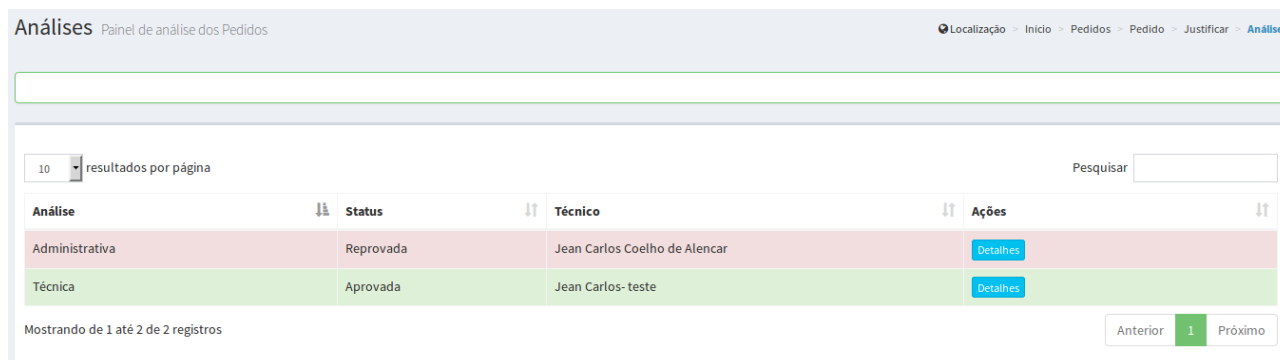 Análises Painel de análise dos Pedidos Localização > Inicio > Pedidos > Pedido > Justificar > Análise
10 resultados por página Pesquisar
Análise Status Técnico Ações
Administrativa Reprovada Jean Carlos Coelho de Alencar Detalhes
Técnica Aprovada Jean Carlos- teste Detalhes
Mostrando de 1 até 2 de 2 registros Anterior 1 Próximo